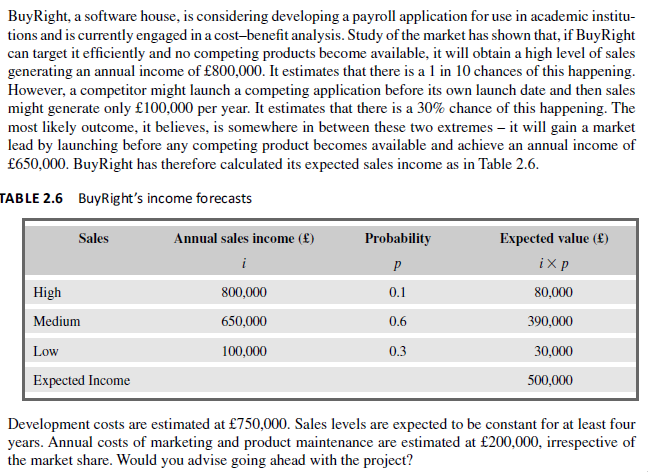 BuyRight, a software house, is considering developing a payroll application for use in academic institu-
tions and is currently engaged in a cost–benefit analysis. Study of the market has shown that, if BuyRight
can target it efficiently and no competing products become available, it will obtain a high level of sales
generating an annual income of £800,000. It estimates that there is a 1 in 10 chances of this happening.
However, a competitor might launch a competing application before its own launch date and then sales
might generate only £100,000 per year. It estimates that there is a 30% chance of this happening. The
most likely outcome, it believes, is somewhere in between these two extremes – it will gain a market
lead by launching before any competing product becomes available and achieve an annual income of
£650,000. BuyRight has therefore calculated its expected sales income as in Table 2.6.
TABLE 2.6 BuyRight's income forecasts
Sales Annual sales income (£) Probability Expected value (£)
i p i × p
High 800,000 0.1 80,000
Medium 650,000 0.6 390,000
Low 100,000 0.3 30,000
Expected Income 500,000
Development costs are estimated at £750,000. Sales levels are expected to be constant for at least four
years. Annual costs of marketing and product maintenance are estimated at £200,000, irrespective of
the market share. Would you advise going ahead with the project?